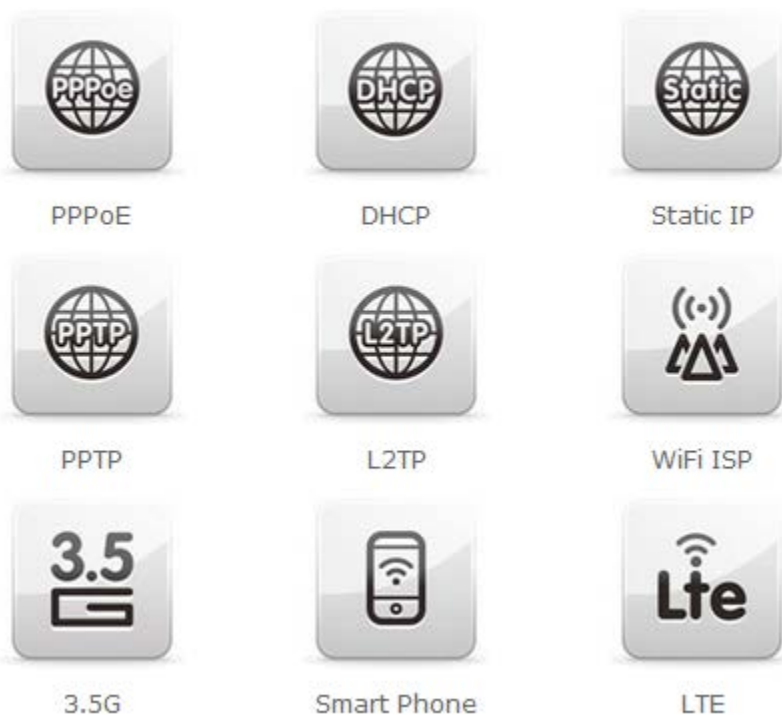 PPPoe
DHCP
Static
PPPoE
DHCP
Static IP
PPTP
L2TP
PPTP
L2TP
WiFi ISP
3.5
G
Lte
3.5G
Smart Phone
LTE